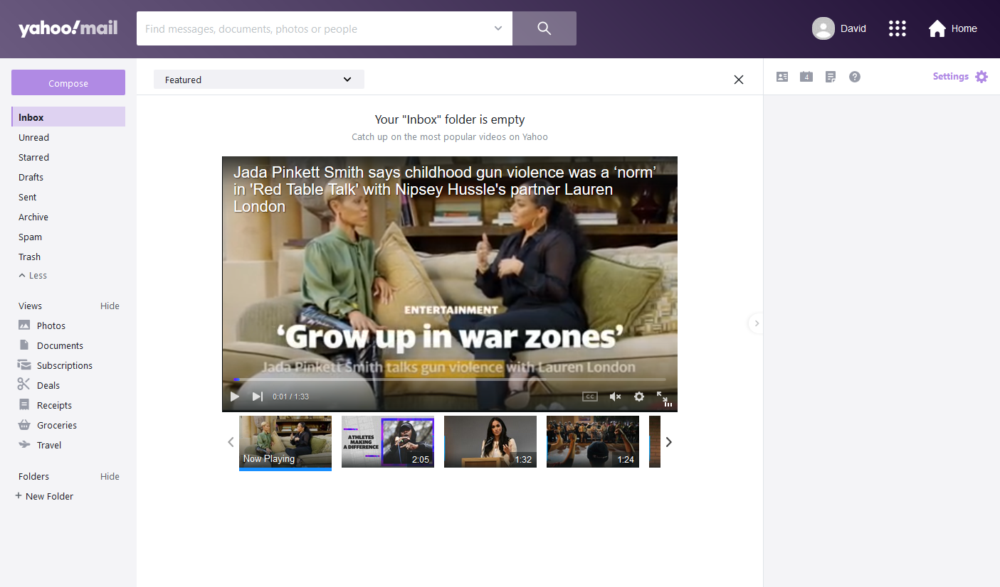 yahoo!mail
Find messages, documents, photos or people
David
Home
Compose
Inbox
Unread
Starred
Drafts
Sent
Archive
Spam
Trash
Less
Views Hide
Photos
Documents
Subscriptions
Deals
Receipts
Groceries
Travel
Folders Hide
+ New Folder
Featured
Your "Inbox" folder is empty
Catch up on the most popular videos on Yahoo
Jada Pinkett Smith says childhood gun violence was a ‘norm’
in 'Red Table Talk' with Nipsey Hussle's partner Lauren
London
ENTERTAINMENT
‘Grow up in war zones’
Jada Pinkett Smith talks gun violence with Lauren London
0:01 / 1:33
CC
Now Playing
ATHLETES
MAKING
A DIFFERENCE
2:05
1:32
1:24
4
Settings